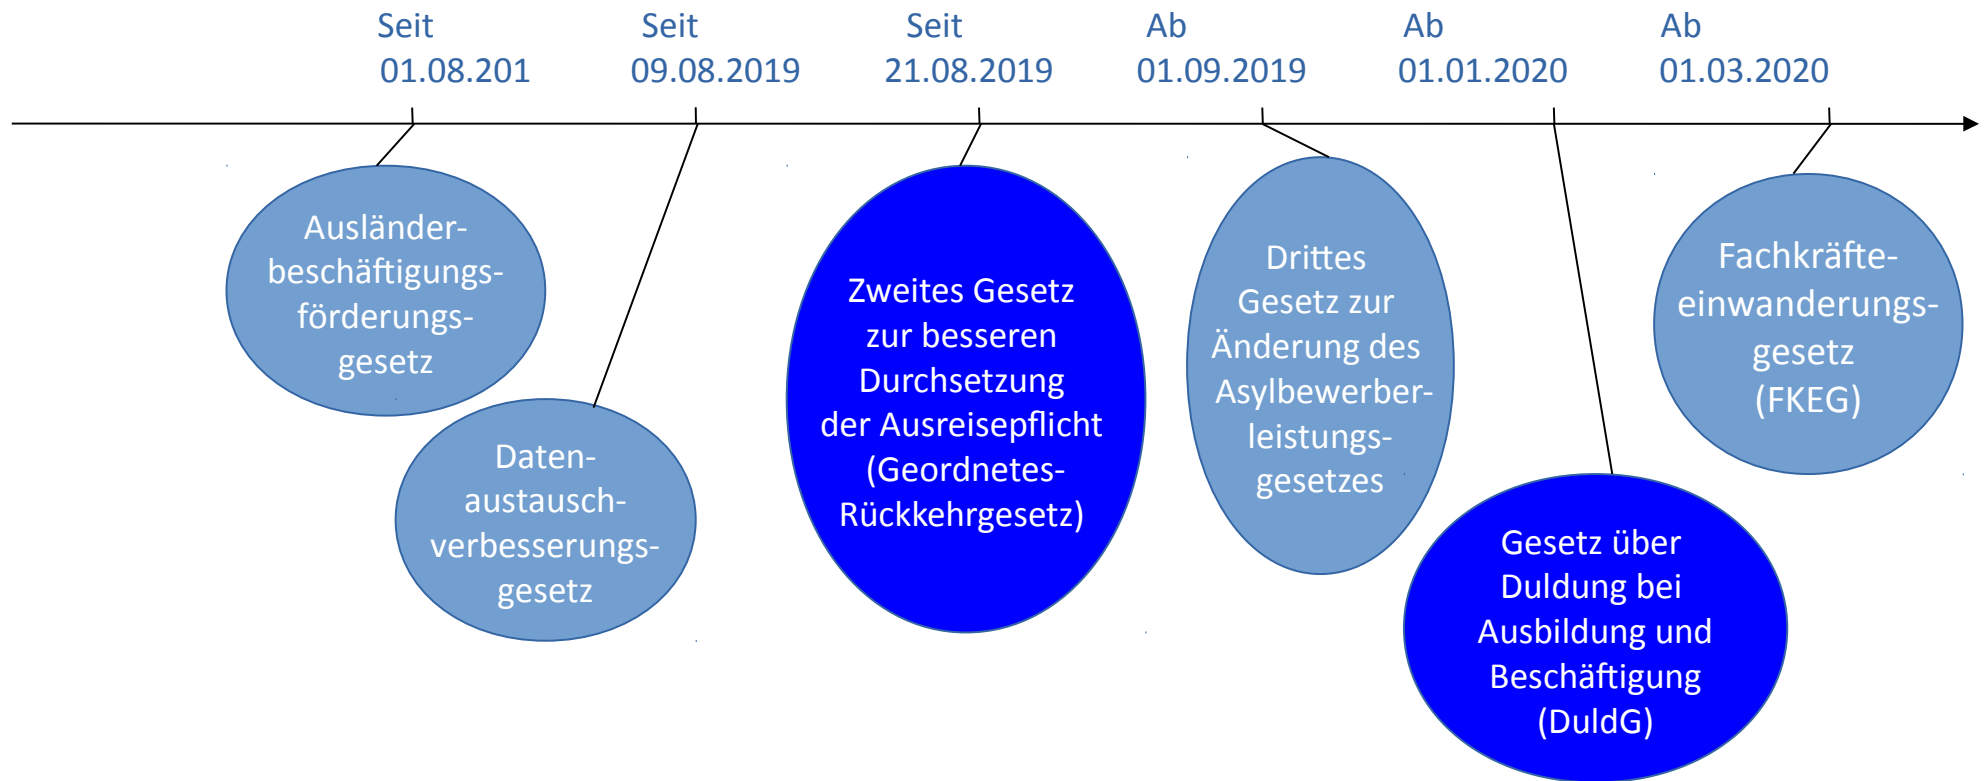 Seit
01.08.201
Seit
09.08.2019
Seit
21.08.2019
Ab
01.09.2019
Ab
01.01.2020
Ab
01.03.2020
Ausländer-
beschäftigungs-
förderungs-
gesetz
Daten-
austausch-
verbesserungs-
gesetz
Zweites Gesetz
zur besseren
Durchsetzung
der Ausreisepflicht
(Geordnetes-
Rückkehrgesetz)
Drittes
Gesetz zur
Änderung des
Asylbewerber-
leistungs-
gesetzes
Gesetz über
Duldung bei
Ausbildung und
Beschäftigung
(DuldG)
Fachkräfte-
einwanderungs-
gesetz
(FKEG)